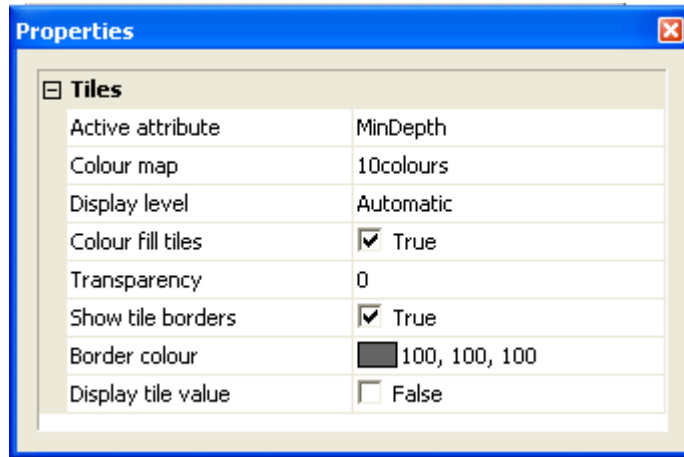 Properties
Tiles
Active attribute MinDepth
Colour map 10colours
Display level Automatic
Colour fill tiles True
Transparency 0
Show tile borders True
Border colour 100, 100, 100
Display tile value False